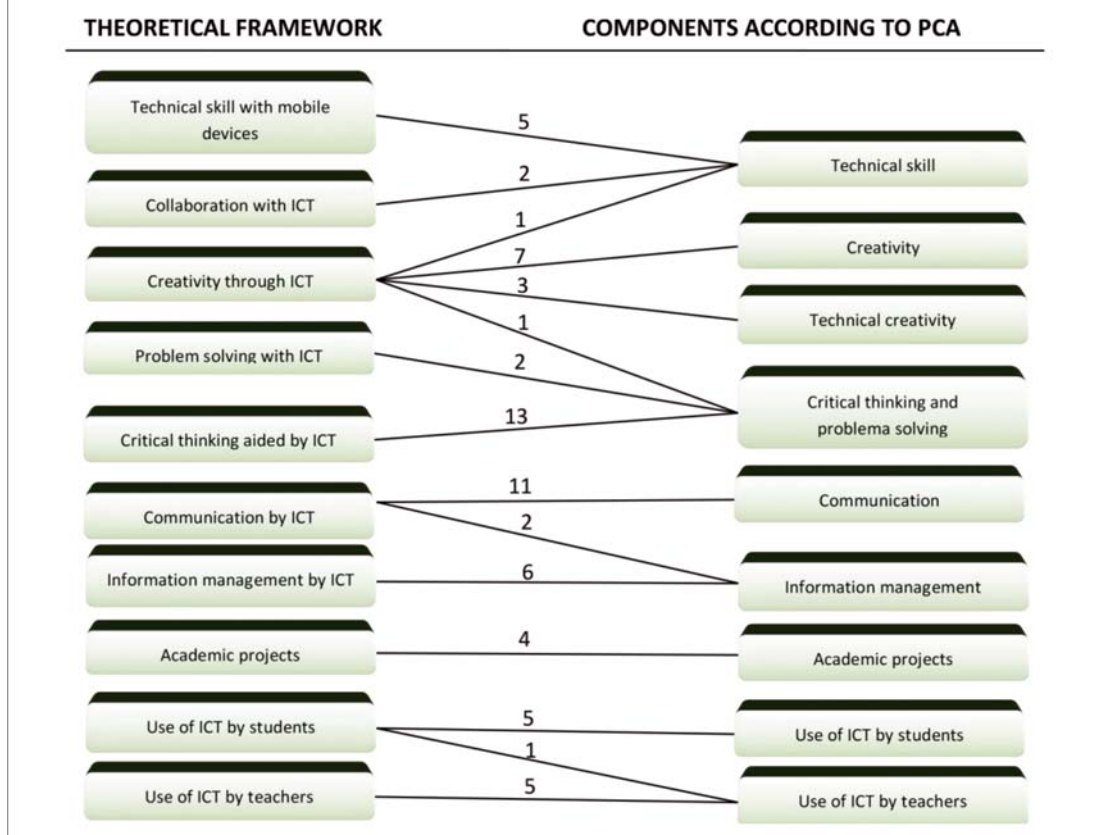 THEORETICAL FRAMEWORK
COMPONENTS ACCORDING TO PCA
Technical skill with mobile
devices
Collaboration with ICT
Creativity through ICT
Problem solving with ICT
Critical thinking aided by ICT
Communication by ICT
Information management by ICT
Academic projects
Use of ICT by students
Use of ICT by teachers
5
2
1
7
3
1
2
13
11
2
6
4
5
1
5
Technical skill
Creativity
Technical creativity
Critical thinking and
problema solving
Communication
Information management
Academic projects
Use of ICT by students
Use of ICT by teachers